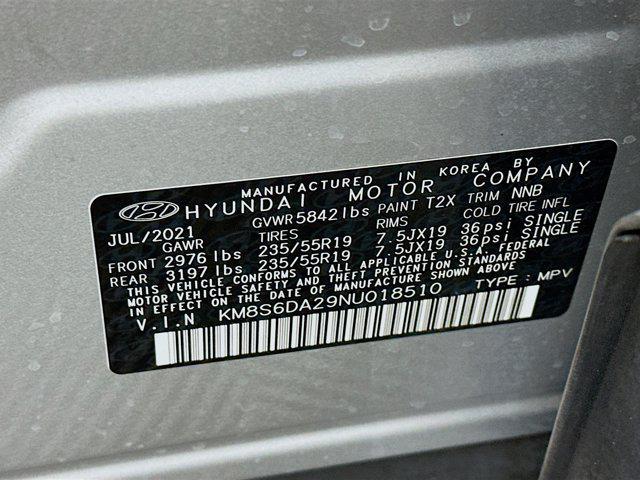 MANUFACTURED IN KOREA BY
HYUNDAI MOTOR COMPANY
JUL/2021 GVWR 5842 lbs PAINT T2X TRIM NNB
GAWR TIRES RIMS COLD TIRE INFL
FRONT 2976 lbs 235/55R19 7.5JX19 36psi SINGLE
REAR 3197 lbs 235/55R19 7.5JX19 36psi SINGLE
THIS VEHICLE CONFORMS TO ALL APPLICABLE U.S.A. FEDERAL
MOTOR VEHICLE SAFETY AND THEFT PREVENTION STANDARDS
IN EFFECT ON THE DATE OF MANUFACTURE SHOWN ABOVE
V.I.N KM8S6DA29NU018510 TYPE : MPV